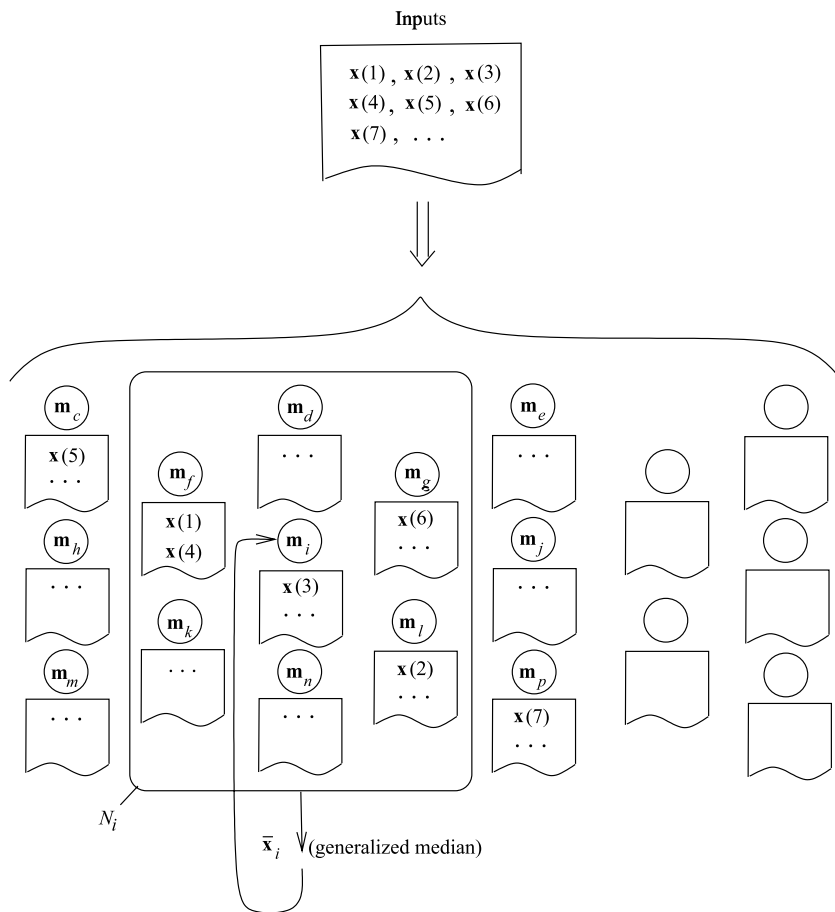 Inputs
x(1) , x(2) , x(3)
x(4), x(5) , x(6)
x(7) , . . .
m_c
m_d
m_e
x(5)
. . .
. . .
. . .
m_f
m_g
x(1)
x(4)
x(6)
. . .
m_h
m_i
m_j
. . .
x(3)
. . .
. . .
m_k
m_l
. . .
x(2)
. . .
m_m
m_n
m_p
. . .
. . .
x(7)
. . .
N_i
x̄_i (generalized median)